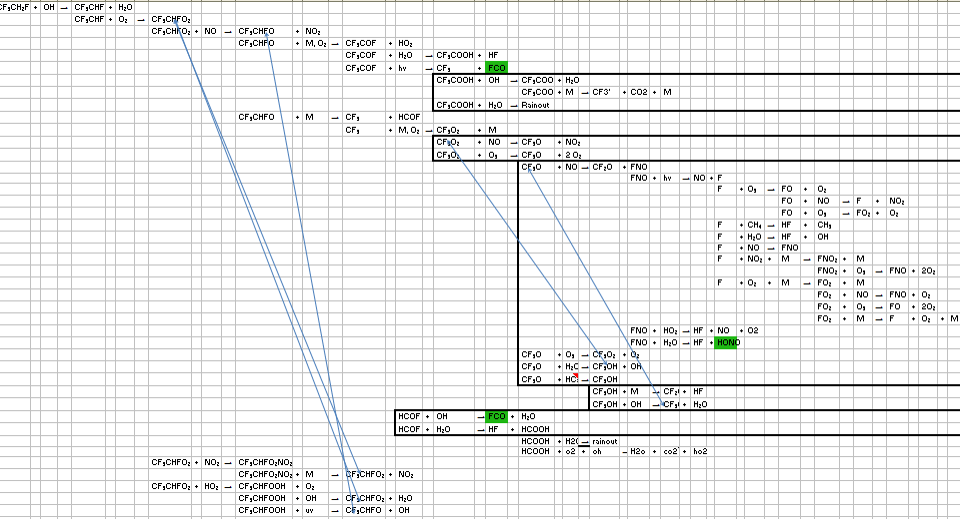 CF₃CH₂F + OH → CF₃CHF + H₂O
CF₃CHF + O₂ → CF₃CHFO₂
CF₃CHFO₂ + NO → CF₃CHFO + NO₂
CF₃CHFO + M, O₂ → CF₃COF + HO₂
CF₃COF + H₂O → CF₃COOH + HF
CF₃COF + hv → CF₃ + FCO
CF₃COOH + OH → CF₃COO + H₂O
CF₃COO + M → CF3' + CO2 + M
CF₃COOH + H₂O → Rainout
CF₃CHFO + M → CF₃ + HCOF
CF₃ + M, O₂ → CF₃O₂ + M
CF₃O₂ + NO → CF₃O + NO₂
CF₃O₂ + O₃ → CF₃O + 2 O₂
CF₃O + NO → CF₂O + FNO
FNO + hv → NO + F
F + O₃ → FO + O₂
FO + NO → F + NO₂
FO + O₃ → FO₂ + O₂
F + CH₄ → HF + CH₃
F + H₂O → HF + OH
F + NO → FNO
F + NO₂ + M → FNO₂ + M
FNO₂ + O₃ → FNO + 2O₂
F + O₂ + M → FO₂ + M
FO₂ + NO → FNO + O₂
FO₂ + O₃ → FO + 2O₂
FO₂ + M → F + O₂ + M
FNO + HO₂ → HF + NO + O2
FNO + H₂O → HF + HONO
CF₃O + O₃ → CF₃O₂ + O₂
CF₃O + H₂O → CF₃OH + OH
CF₃O + HC → CF₃OH
CF₃OH + M → CF₂ + HF
CF₃OH + OH → CF₃ + H₂O
HCOF + OH → FCO + H₂O
HCOF + H₂O → HF + HCOOH
HCOOH + H2O → rainout
HCOOH + o2 + oh → H2o + co2 + ho2
CF₃CHFO₂ + NO₂ → CF₃CHFO₂NO₂
CF₃CHFO₂NO₂ + M → CF₃CHFO₂ + NO₂
CF₃CHFO₂ + HO₂ → CF₃CHFOOH + O₂
CF₃CHFOOH + OH → CF₃CHFO₂ + H₂O
CF₃CHFOOH + uv → CF₃CHFO + OH